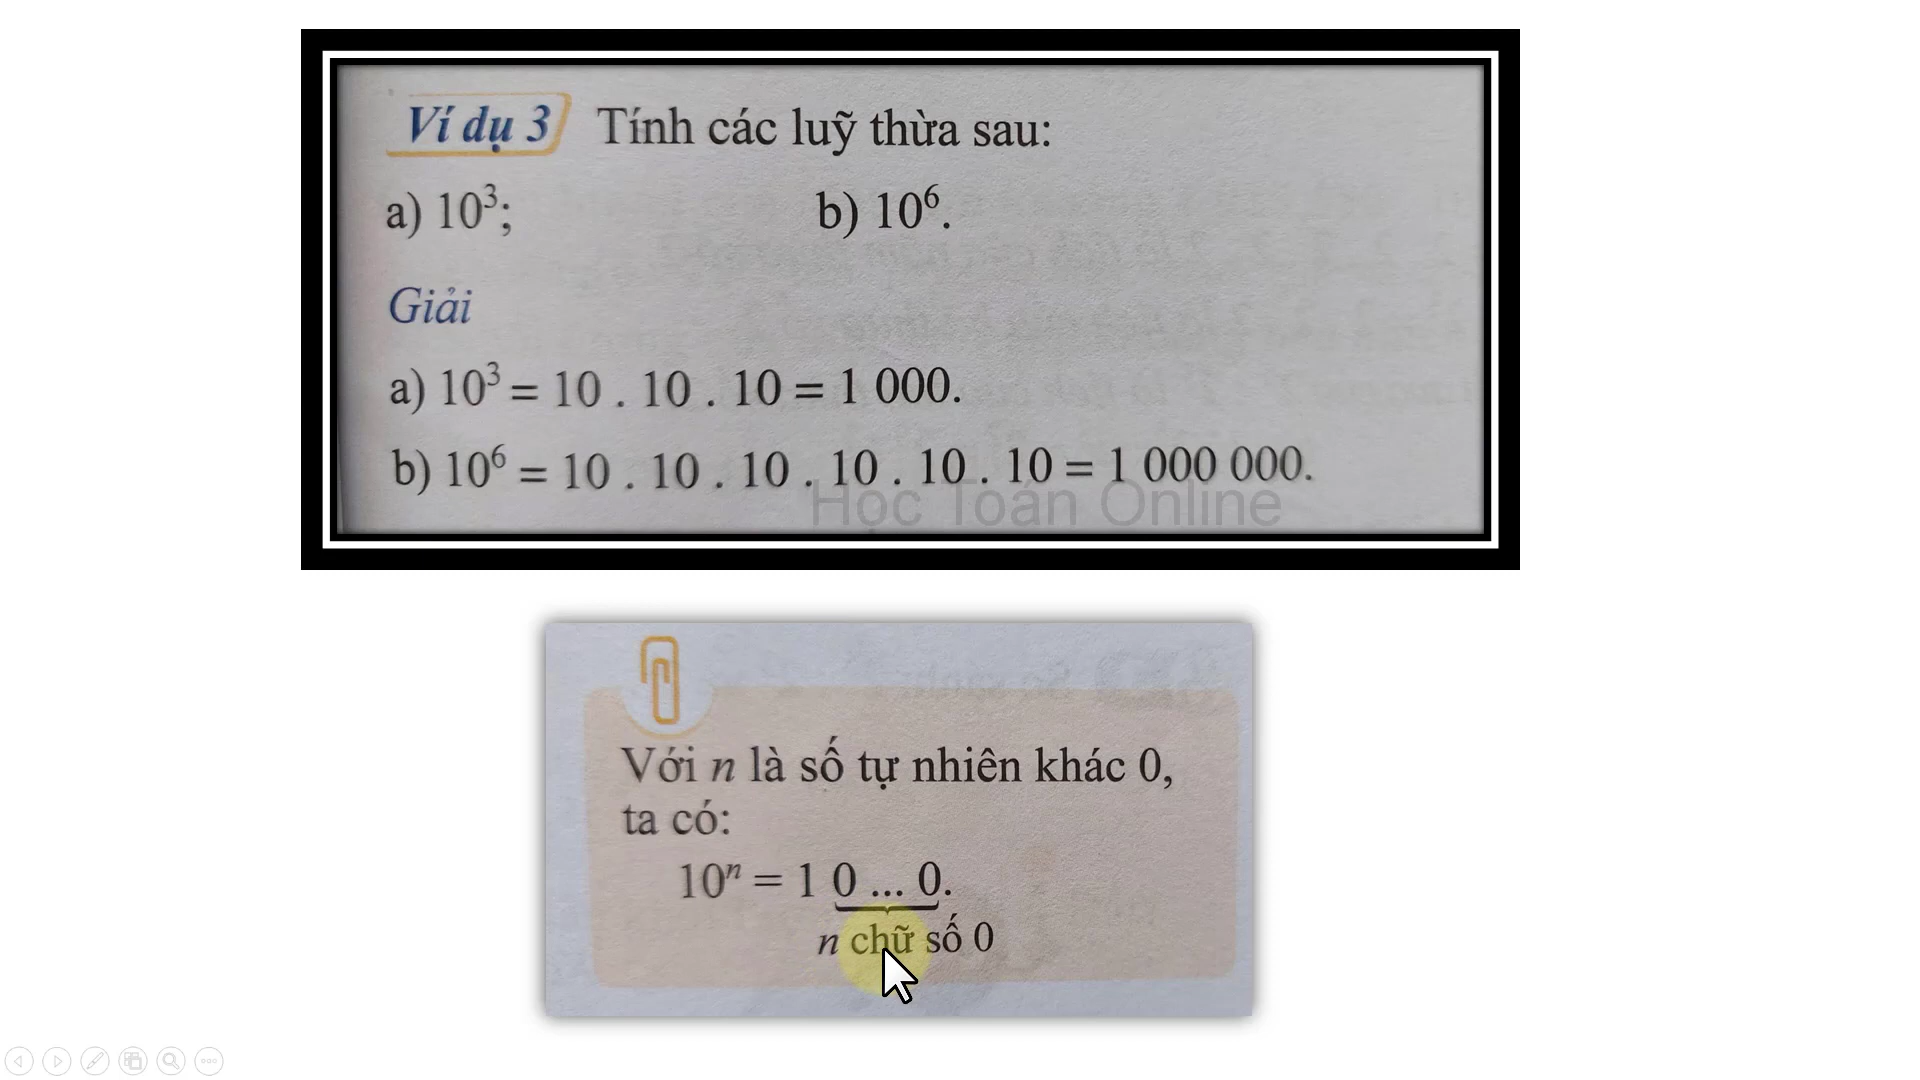 Ví dụ 3 Tính các luỹ thừa sau:
a) 10³; b) 10⁶.
Giải
a) 10³ = 10 . 10 . 10 = 1 000.
b) 10⁶ = 10 . 10 . 10 . 10 . 10 . 10 = 1 000 000.
Học Toán Online
Với n là số tự nhiên khác 0,
ta có:
10ⁿ = 1 0 ... 0.
n chữ số 0